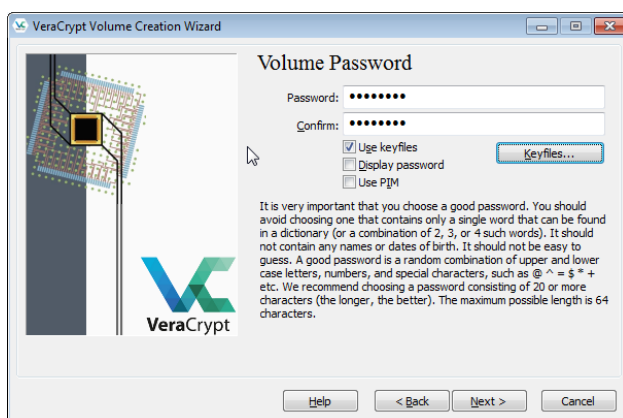 VeraCrypt Volume Creation Wizard
Volume Password
Password: ••••••••
Confirm: ••••••••
Use keyfiles
Keyfiles...
Display password
Use PIM
It is very important that you choose a good password. You should
avoid choosing one that contains only a single word that can be found
in a dictionary (or a combination of 2, 3, or 4 such words). It should
not contain any names or dates of birth. It should not be easy to
guess. A good password is a random combination of upper and lower
case letters, numbers, and special characters, such as @ ^ = $ * +
etc. We recommend choosing a password consisting of 20 or more
characters (the longer, the better). The maximum possible length is 64
characters.
VeraCrypt
Help
< Back
Next >
Cancel